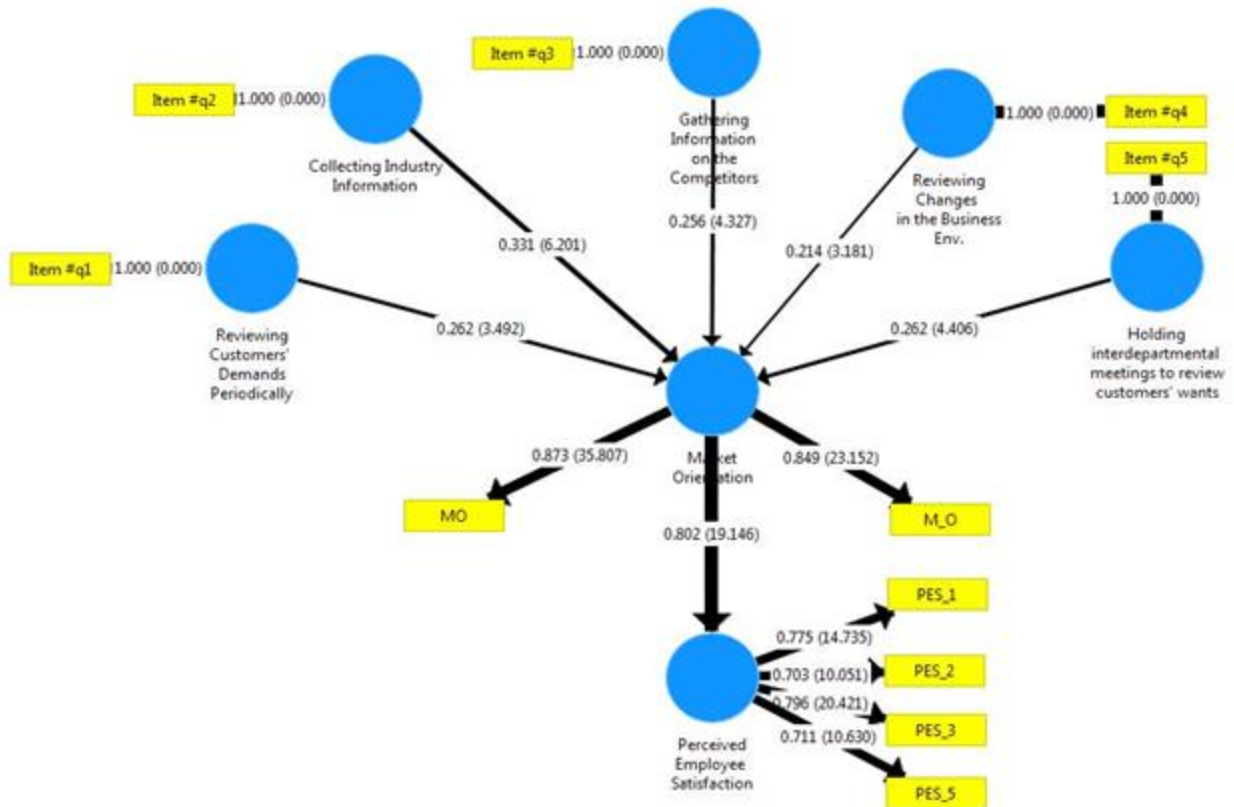 Item #q3
1.000 (0.000)
Item #q2
1.000 (0.000)
Item #q4
1.000 (0.000)
Gathering
Information
on the
Competitors
Item #q5
1.000 (0.000)
Collecting Industry
Information
Reviewing
Changes
in the Business
Env.
0.256 (4.327)
0.331 (6.201)
0.214 (3.181)
Item #q1
1.000 (0.000)
0.262 (3.492)
0.262 (4.406)
Reviewing
Customers'
Demands
Periodically
Holding
interdepartmental
meetings to review
customers' wants
0.873 (35.807)
Market
Orientation
0.849 (23.152)
MO
M_O
0.802 (19.146)
PES_1
0.775 (14.735)
0.703 (10.051)
PES_2
0.796 (20.421)
PES_3
0.711 (10.630)
Perceived
Employee
Satisfaction
PES_5